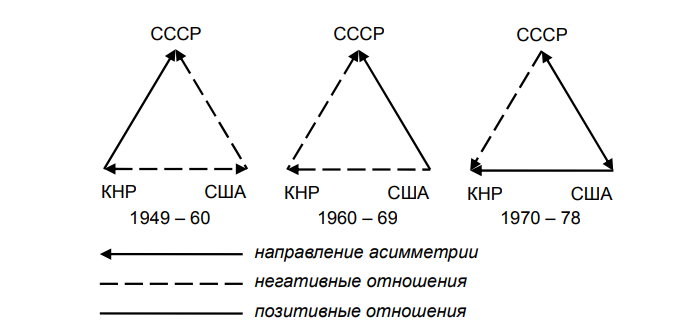 СССР СССР СССР
КНР США КНР США КНР США
1949 – 60 1960 – 69 1970 – 78
направление асимметрии
негативные отношения
позитивные отношения